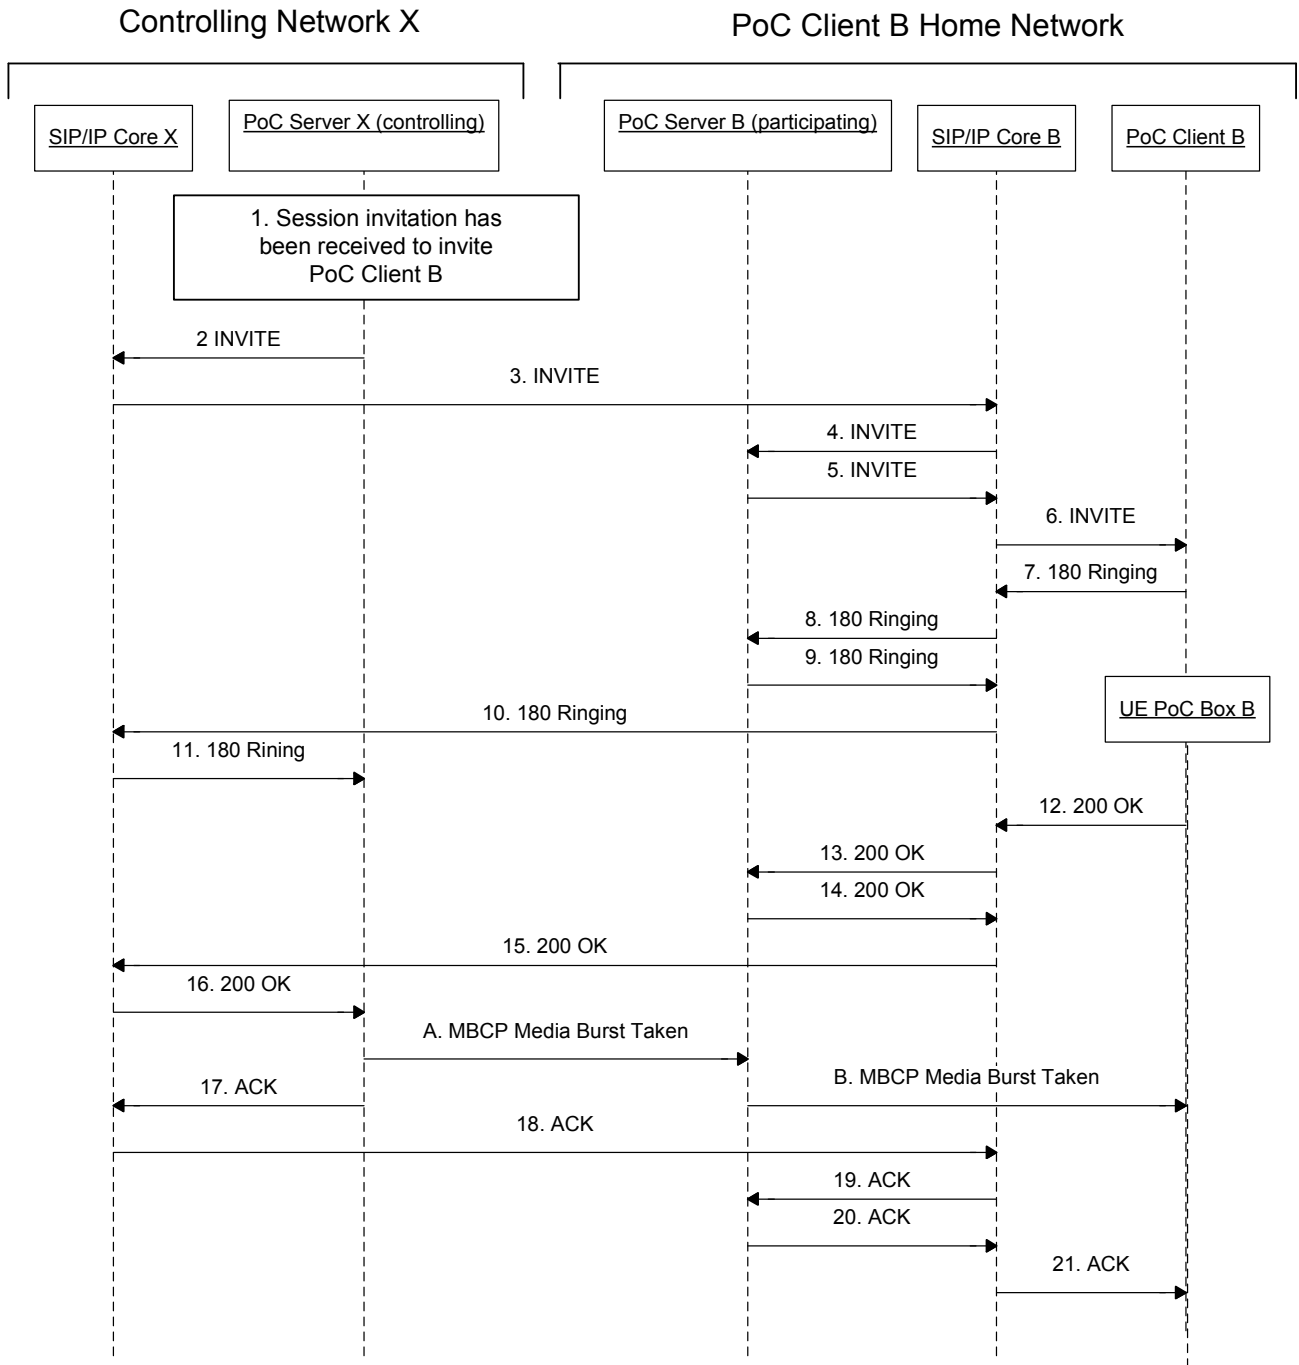 Controlling Network X
PoC Client B Home Network
SIP/IP Core X
PoC Server X (controlling)
PoC Server B (participating)
SIP/IP Core B
PoC Client B
1. Session invitation has
been received to invite
PoC Client B
2 INVITE
3. INVITE
4. INVITE
5. INVITE
6. INVITE
7. 180 Ringing
8. 180 Ringing
9. 180 Ringing
UE PoC Box B
10. 180 Ringing
11. 180 Rining
12. 200 OK
13. 200 OK
14. 200 OK
15. 200 OK
16. 200 OK
A. MBCP Media Burst Taken
B. MBCP Media Burst Taken
17. ACK
18. ACK
19. ACK
20. ACK
21. ACK